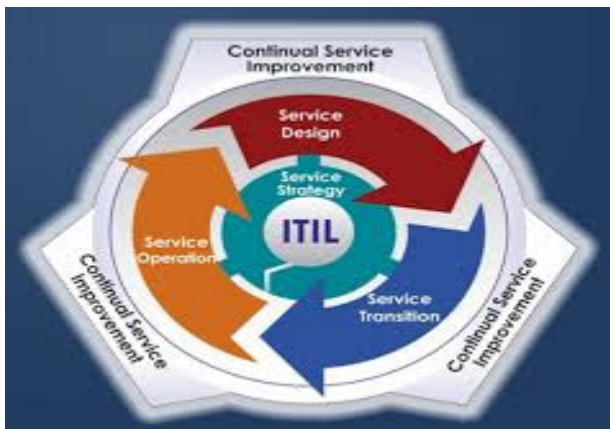 Continual Service
Improvement
Service
Design
Service
Strategy
ITIL
Service
Operation
Service
Transition
Continual Service
Improvement
Continual Service
Improvement